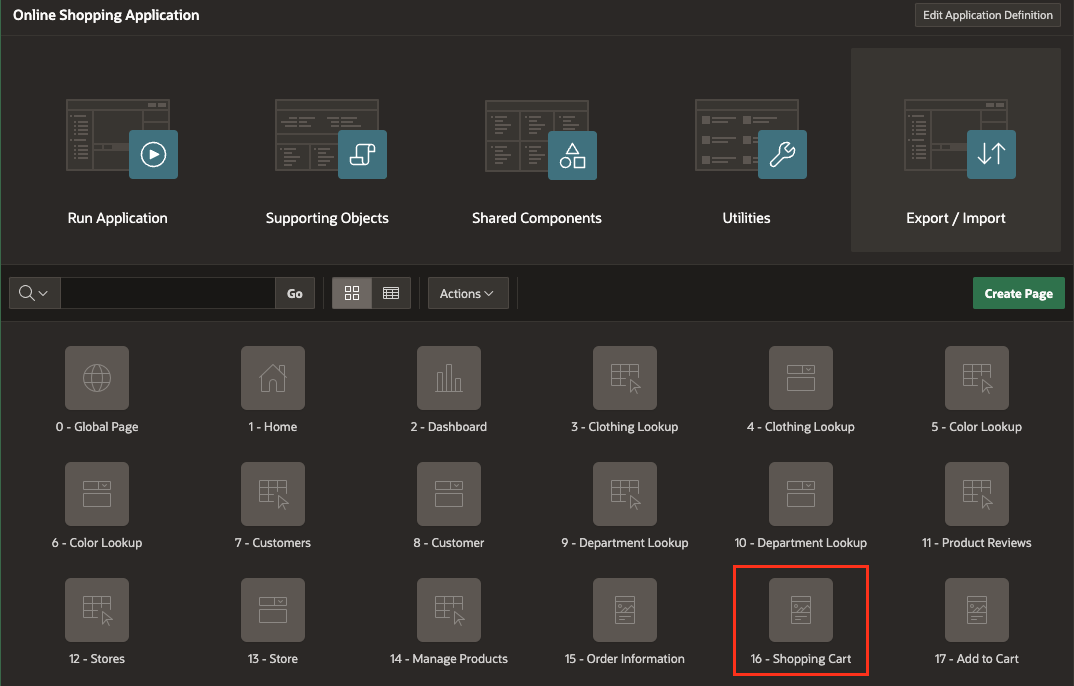 Online Shopping Application
Edit Application Definition
Run Application
Supporting Objects
Shared Components
Utilities
Export / Import
Go
Actions
Create Page
0 - Global Page
1 - Home
2 - Dashboard
3 - Clothing Lookup
4 - Clothing Lookup
5 - Color Lookup
6 - Color Lookup
7 - Customers
8 - Customer
9 - Department Lookup
10 - Department Lookup
11 - Product Reviews
12 - Stores
13 - Store
14 - Manage Products
15 - Order Information
16 - Shopping Cart
17 - Add to Cart